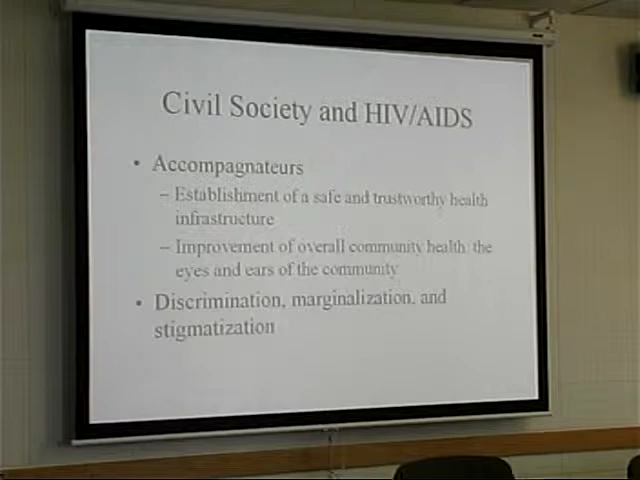 Civil Society and HIV/AIDS
• Accompagnateurs
– Establishment of a safe and trustworthy health
infrastructure
– Improvement of overall community health: the
eyes and ears of the community
• Discrimination, marginalization, and
stigmatization